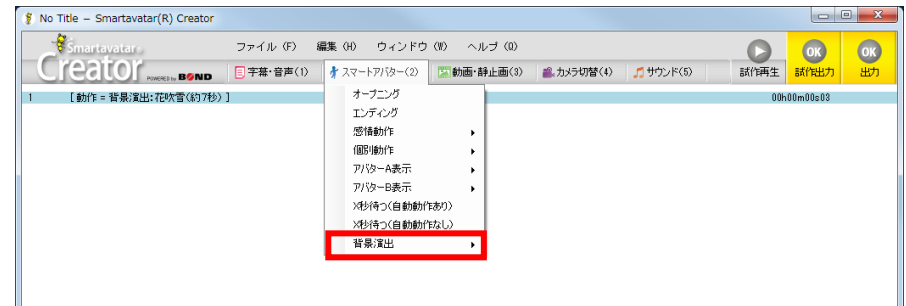 No Title – Smartavatar(R) Creator
Smartavatar
Creator POWERED by BOND
ファイル (F) 編集 (H) ウィンドウ (W) ヘルプ (Q)
字幕・音声(1) スマートアバター(2) 動画・静止画(3) カメラ切替(4) サウンド(5) 試作再生 OK 試作出力 OK 出力
1 [ 動作 = 背景演出:花吹雪(約7秒) ] 00h00m00s03
オープニング
エンディング
感情動作
個別動作
アバターA表示
アバターB表示
X秒待つ(自動動作あり)
X秒待つ(自動動作なし)
背景演出